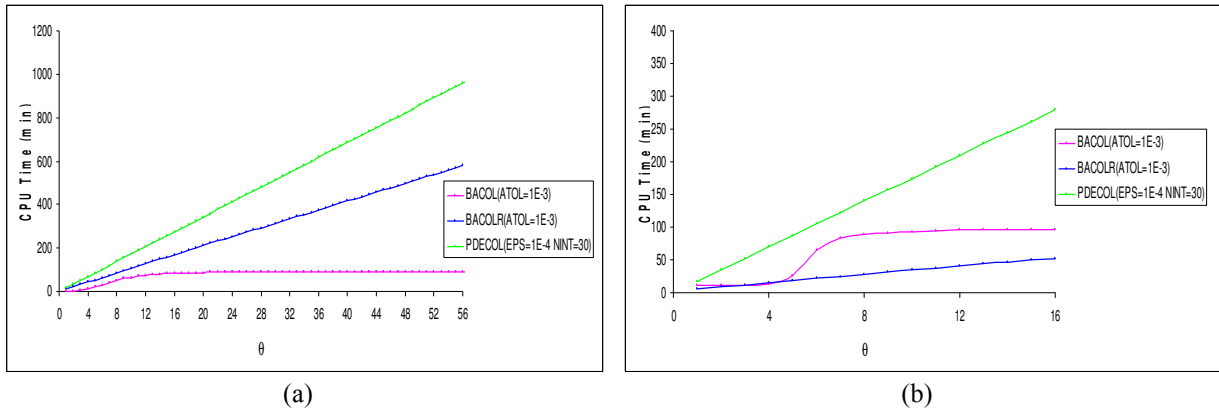 1200
1000
800
600
400
200
0
CPU Time (min)
0 4 8 12 16 20 24 28 32 36 40 44 48 52 56
θ
BACOL(ATOL=1E-3)
BACOLR(ATOL=1E-3)
PDECOL(EPS=1E-4 NINT=30)
(a)
400
350
300
250
200
150
100
50
0
CPU Time (min)
0 4 8 12 16
θ
BACOL(ATOL=1E-3)
BACOLR(ATOL=1E-3)
PDECOL(EPS=1E-4 NINT=30)
(b)